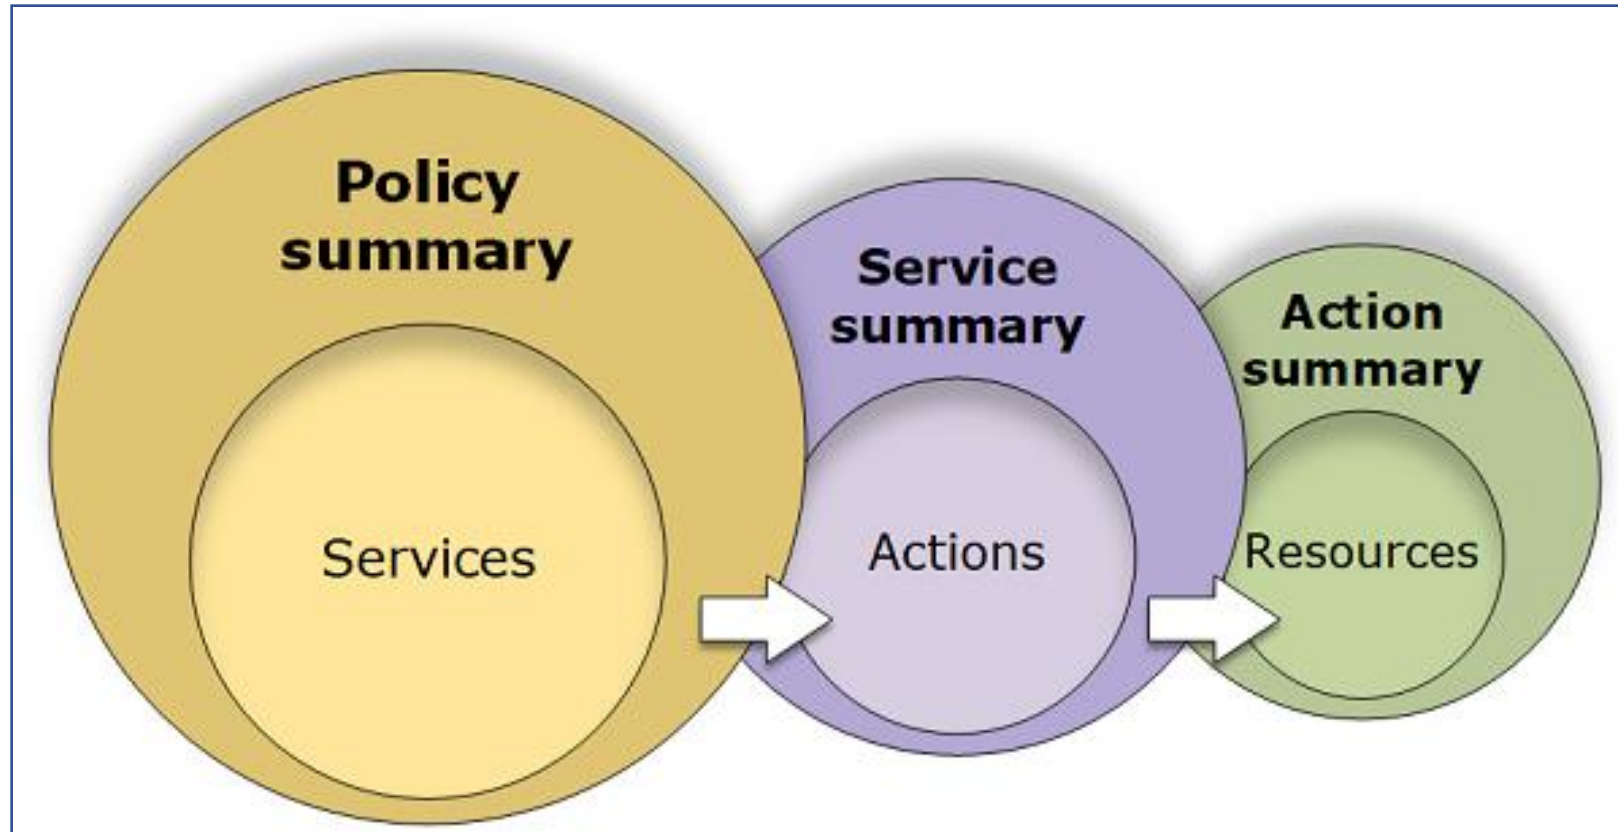 Policy
summary
Services
Service
summary
Actions
Action
summary
Resources